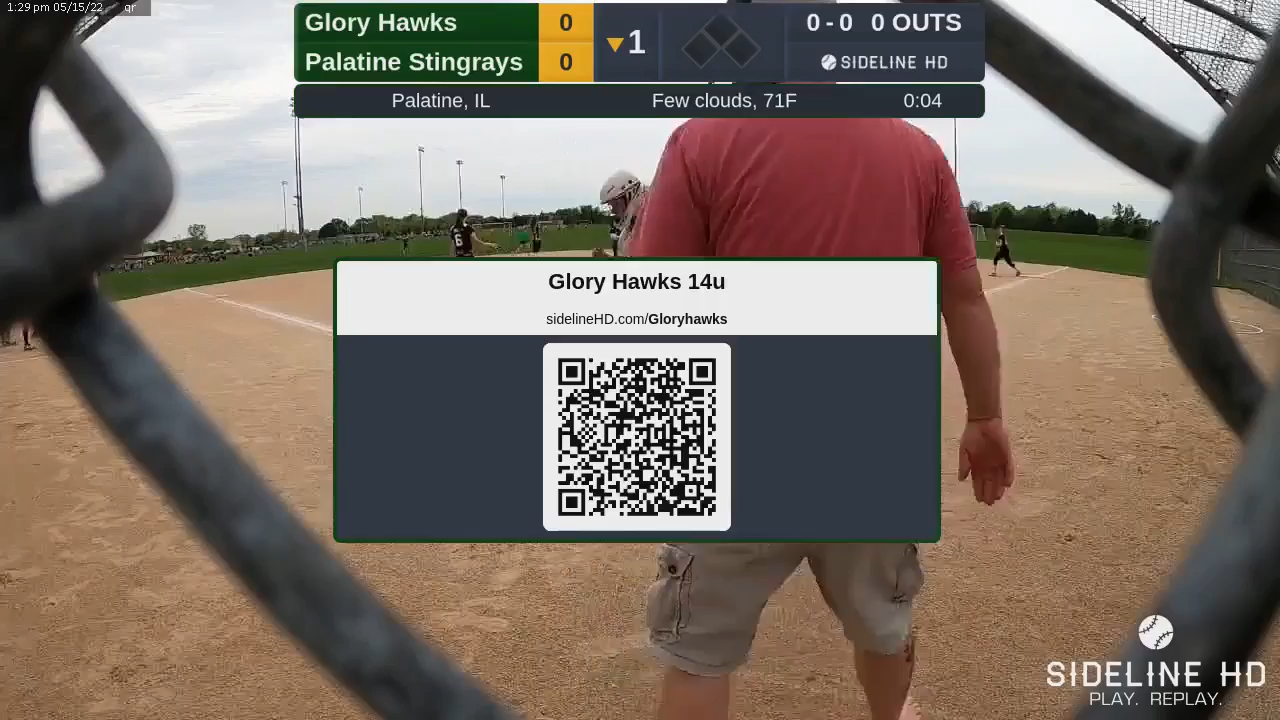 1:29 pm 05/15/22 qr
Glory Hawks 0
Palatine Stingrays 0
1
0 - 0 0 OUTS
SIDELINE HD
Palatine, IL Few clouds, 71F 0:04
6
Glory Hawks 14u
sidelineHD.com/Gloryhawks
SIDELINE HD
PLAY. REPLAY.